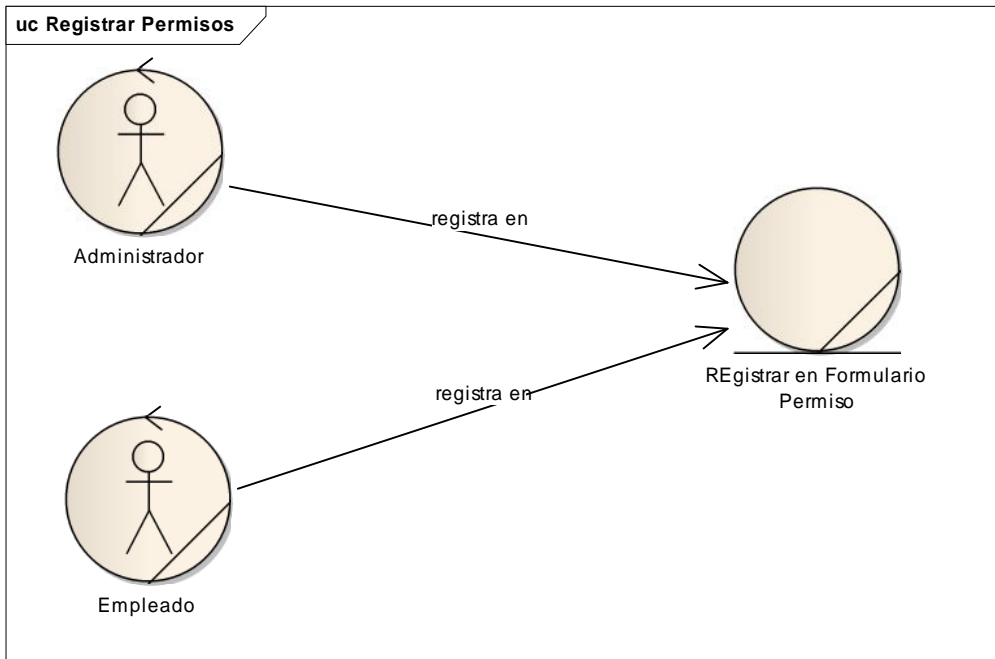 uc Registrar Permisos
Administrador
registra en
REgistrar en Formulario
Permiso
registra en
Empleado